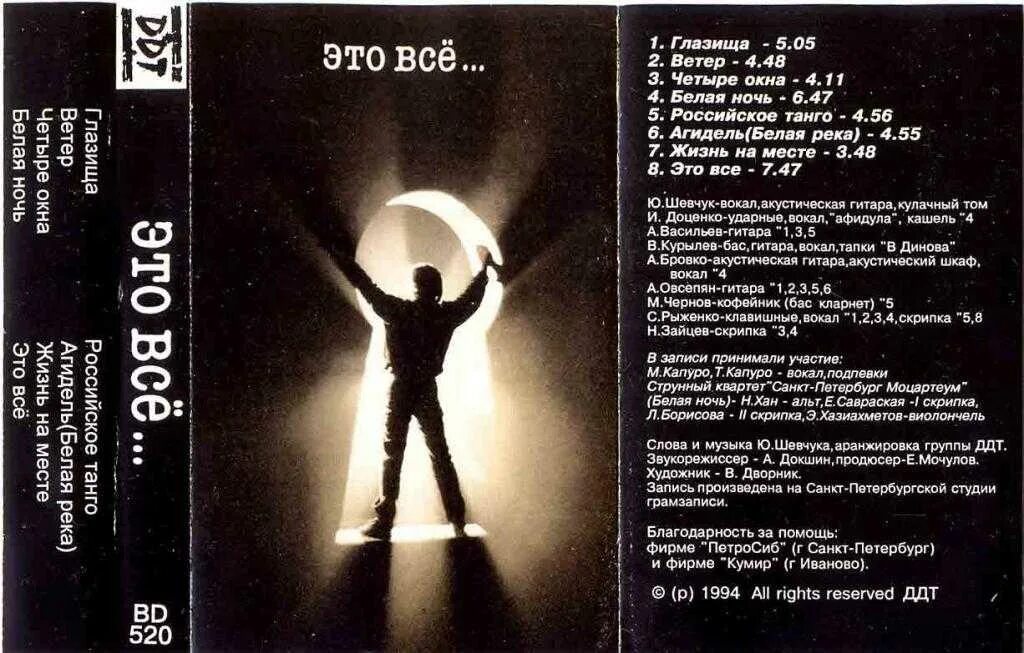 ДДТ
Глазища
Ветер
Четыре окна
Белая ночь
ЭТО ВСЁ...
Российское танго
Агидель(Белая река)
Жизнь на месте
Это всё
BD
520
ЭТО ВСЁ...
1. Глазища - 5.05
2. Ветер - 4.48
3. Четыре окна - 4.11
4. Белая ночь - 6.47
5. Российское танго - 4.56
6. Агидель(Белая река) - 4.55
7. Жизнь на месте - 3.48
8. Это все - 7.47
Ю.Шевчук-вокал,акустическая гитара,кулачный том
И. Доценко-ударные,вокал,"афидула", кашель "4
А.Васильев-гитара "1,3,5
В.Курылев-бас,гитара,вокал,тапки "В Динова"
А.Бровко-акустическая гитара,акустический шкаф,
вокал "4
А.Овсепян-гитара "1,2,3,5,6
М.Чернов-кофейник (бас кларнет) "5
С.Рыженко-клавишные,вокал "1,2,3,4,скрипка "5,8
Н.Зайцев-скрипка "3,4
В записи принимали участие:
М.Капуро,Т.Капуро - вокал,подпевки
Струнный квартет"Санкт-Петербург Моцартеум"
(Белая ночь)- Н.Хан - альт,Е.Савраская -I скрипка,
Л.Борисова - II скрипка,Э.Хазиахметов-виолончель
Слова и музыка Ю.Шевчука,аранжировка группы ДДТ.
Звукорежиссер - А. Докшин,продюсер-Е.Мочулов.
Художник - В. Дворник.
Запись произведена на Санкт-Петербургской студии
грамзаписи.
Благодарность за помощь:
фирме "ПетроСиб" (г Санкт-Петербург)
и фирме "Кумир" (г Иваново).
© (p) 1994 All rights reserved ДДТ